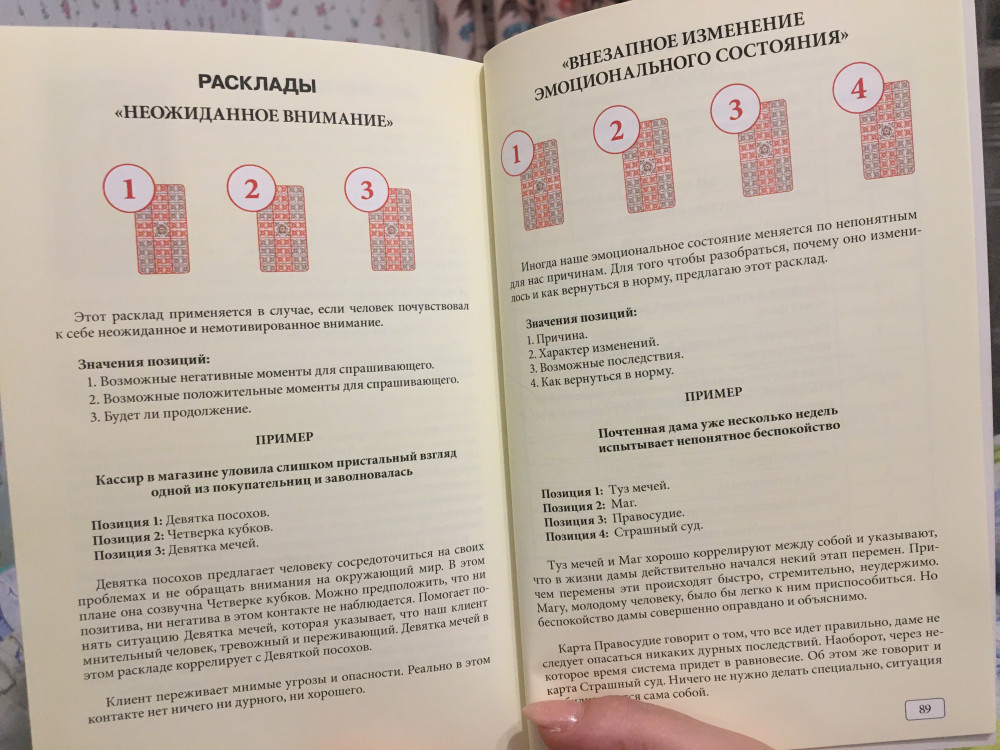 РАСКЛАДЫ
«НЕОЖИДАННОЕ ВНИМАНИЕ»
1 2 3
Этот расклад применяется в случае, если человек почувствовал
к себе неожиданное и немотивированное внимание.
Значения позиций:
1. Возможные негативные моменты для спрашивающего.
2. Возможные положительные моменты для спрашивающего.
3. Будет ли продолжение.
ПРИМЕР
Кассир в магазине уловила слишком пристальный взгляд
одной из покупательниц и заволновалась
Позиция 1: Девятка посохов.
Позиция 2: Четверка кубков.
Позиция 3: Девятка мечей.
Девятка посохов предлагает человеку сосредоточиться на своих
проблемах и не обращать внимания на окружающий мир. В этом
плане она созвучна Четверке кубков. Можно предположить, что ни
позитива, ни негатива в этом контакте не наблюдается. Помогает по-
нять ситуацию Девятка мечей, которая указывает, что наш клиент
мнительный человек, тревожный и переживающий. Девятка мечей в
этом раскладе коррелирует с Девяткой посохов.
Клиент переживает мнимые угрозы и опасности. Реально в этом
контакте нет ничего ни дурного, ни хорошего.
«ВНЕЗАПНОЕ ИЗМЕНЕНИЕ
ЭМОЦИОНАЛЬНОГО СОСТОЯНИЯ»
1 2 3 4
Иногда наше эмоциональное состояние меняется по непонятным
для нас причинам. Для того чтобы разобраться, почему оно измени-
лось и как вернуться в норму, предлагаю этот расклад.
Значения позиций:
1. Причина.
2. Характер изменений.
3. Возможные последствия.
4. Как вернуться в норму.
ПРИМЕР
Почтенная дама уже несколько недель
испытывает непонятное беспокойство
Позиция 1: Туз мечей.
Позиция 2: Маг.
Позиция 3: Правосудие.
Позиция 4: Страшный суд.
Туз мечей и Маг хорошо коррелируют между собой и указывают,
что в жизни дамы действительно начался некий этап перемен. При-
чем перемены эти происходят быстро, стремительно, неудержимо.
Магу, молодому человеку, было бы легко к ним приспособиться. Но
беспокойство дамы совершенно оправдано и объяснимо.
Карта Правосудие говорит о том, что все идет правильно, даме не
следует опасаться никаких дурных последствий. Наоборот, через не-
которое время система придет в равновесие. Об этом же говорит и
карта Страшный суд. Ничего не нужно делать специально, ситуация
сама собой.
89